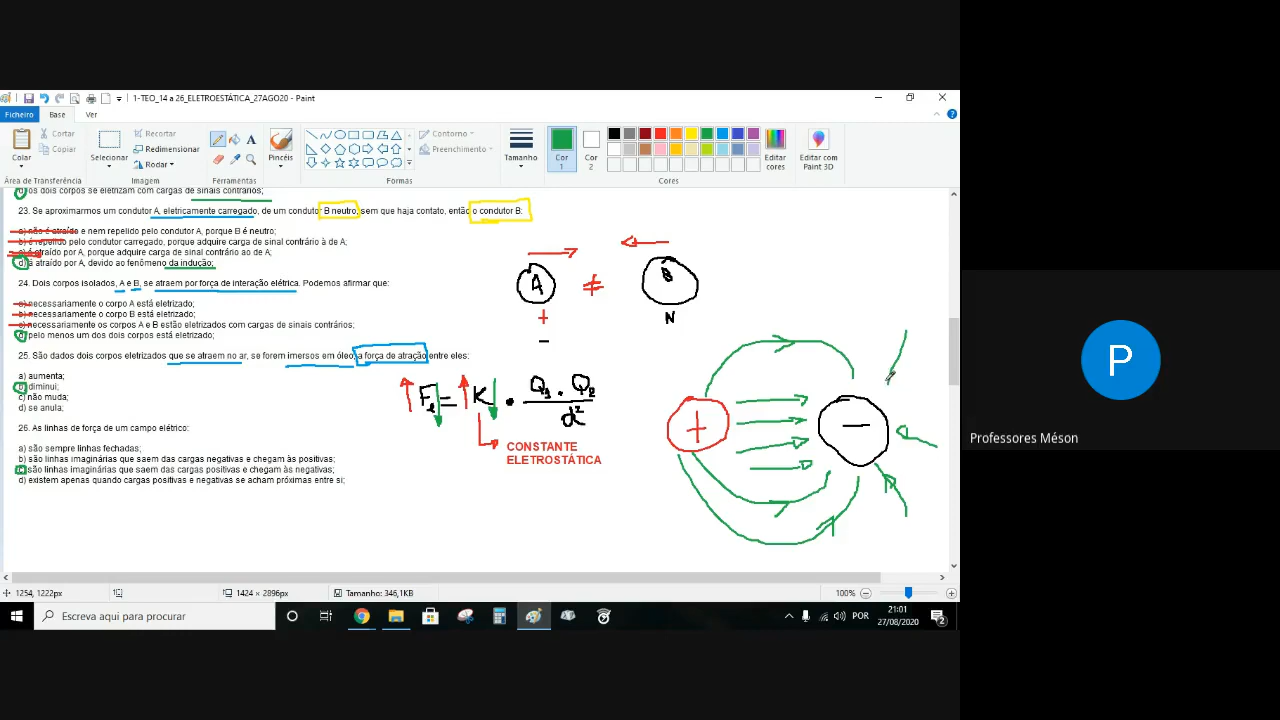 1-TEO_14 a 26_ELETROESTÁTICA_27AGO20 - Paint
Ficheiro Base Ver
Colar
Cortar
Copiar
Selecionar
Recortar
Redimensionar
Rodar
A
Pincéis
Contorno
Preenchimento
Tamanho
Cor 1
Cor 2
Editar cores
Editar com Paint 3D
Área de Transferência Imagem Ferramentas Formas Cores
os dois corpos se eletrizam com cargas de sinais contrários;
23. Se aproximarmos um condutor A, eletricamente carregado, de um condutor B neutro, sem que haja contato, então o condutor B:
a) não é atraído e nem repelido pelo condutor A, porque B é neutro;
b) é repelido pelo condutor carregado, porque adquire carga de sinal contrário à de A;
c) é atraído por A, porque adquire carga de sinal contrário ao de A;
d) á atraído por A, devido ao fenômeno da indução;
24. Dois corpos isolados, A e B, se atraem por força de interação elétrica. Podemos afirmar que:
a) necessariamente o corpo A está eletrizado;
b) necessariamente o corpo B está eletrizado;
c) necessariamente os corpos A e B estão eletrizados com cargas de sinais contrários;
d) pelo menos um dos dois corpos está eletrizado;
25. São dados dois corpos eletrizados que se atraem no ar, se forem imersos em óleo, a força de atração entre eles:
a) aumenta;
diminui;
c) não muda;
d) se anula;
26. As linhas de força de um campo elétrico:
a) são sempre linhas fechadas;
b) são linhas imaginárias que saem das cargas negativas e chegam às positivas;
são linhas imaginárias que saem das cargas positivas e chegam às negativas;
d) existem apenas quando cargas positivas e negativas se acham próximas entre si;
A ≠ B
+ N
−
Fe = K . Q1 . Q2
d²
CONSTANTE
ELETROSTÁTICA
+ −
P
Professores Méson
1254, 1222px 1424 × 2896px Tamanho: 346,1KB 100%
Escreve aqui para procurar
POR
21:01
27/08/2020
2